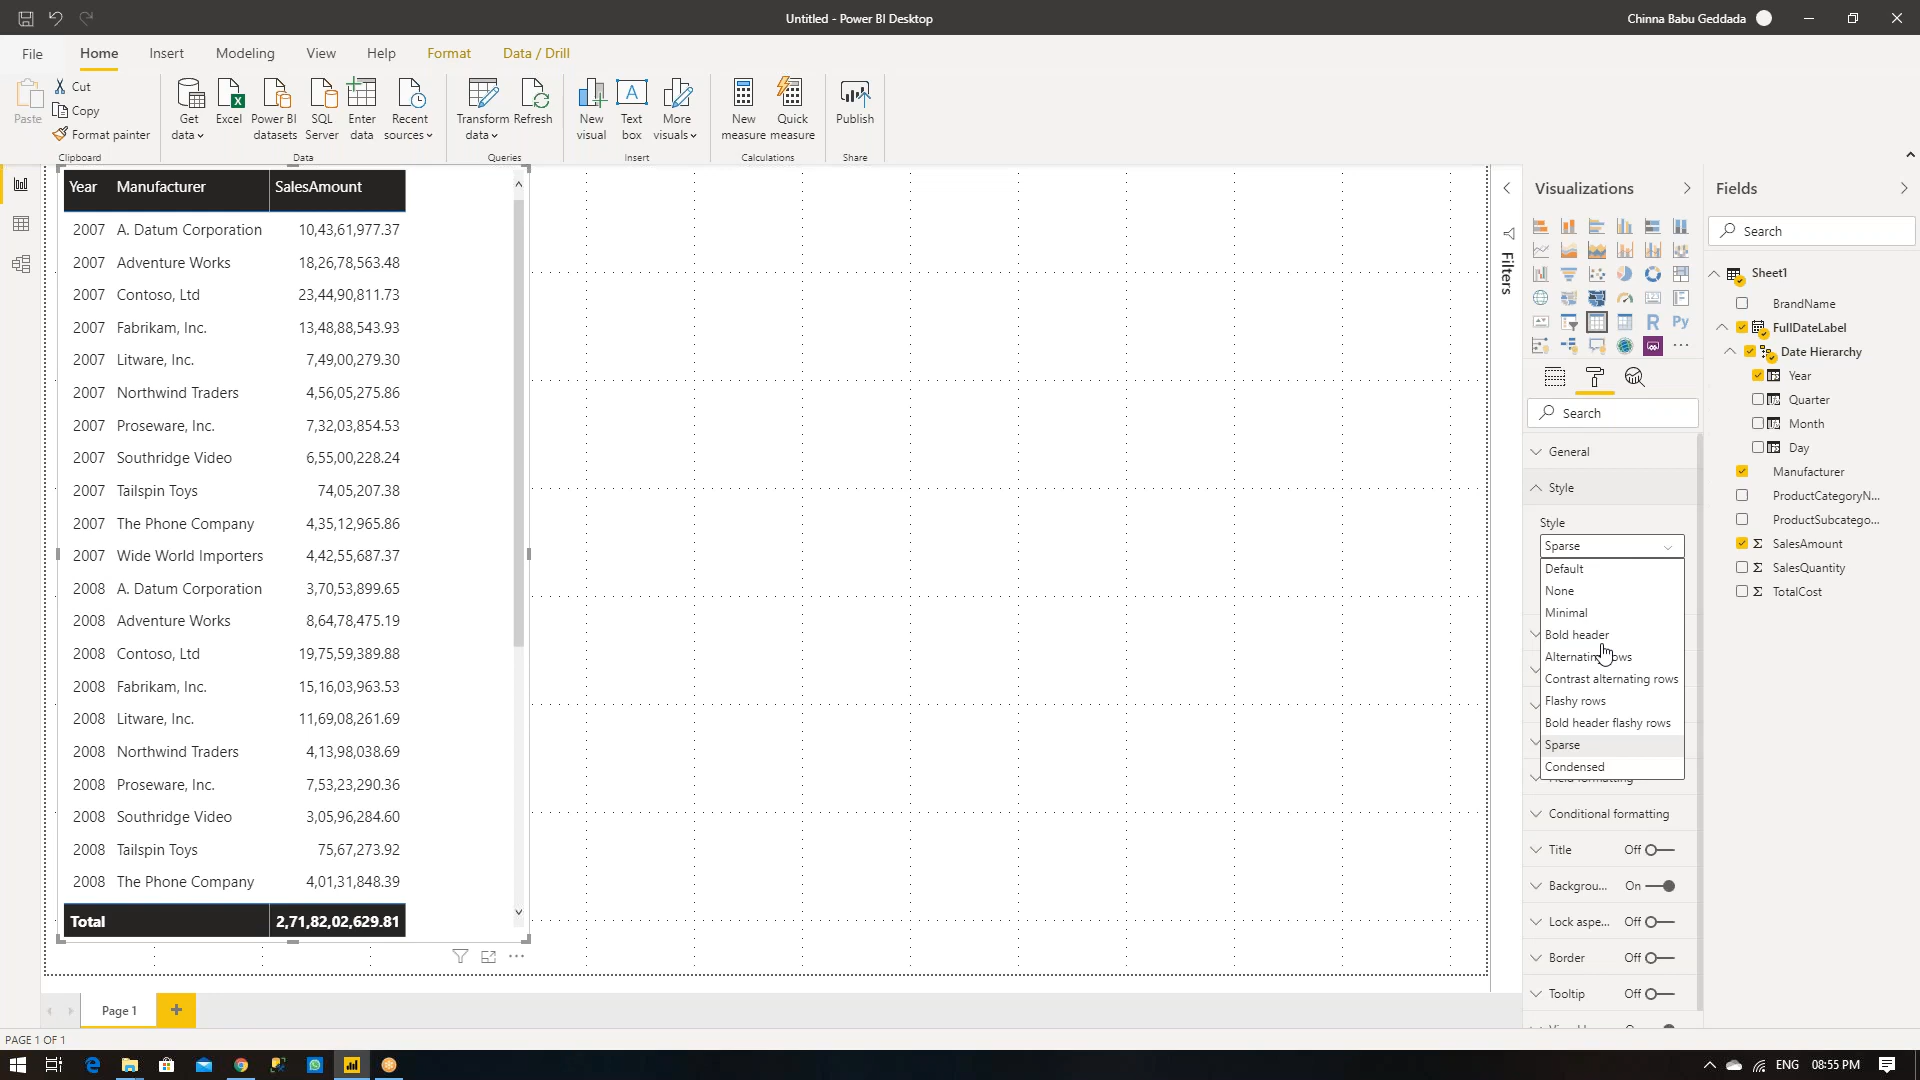 Untitled - Power BI Desktop
Chinna Babu Geddada
File Home Insert Modeling View Help Format Data / Drill
Paste
Cut
Copy
Format painter
Clipboard
Get data
Excel
Power BI datasets
SQL Server
Enter data
Recent sources
Data
Transform data
Refresh
Queries
New visual
Text box
More visuals
Insert
New measure
Quick measure
Calculations
Publish
Share
Year Manufacturer SalesAmount
2007 A. Datum Corporation 10,43,61,977.37
2007 Adventure Works 18,26,78,563.48
2007 Contoso, Ltd 23,44,90,811.73
2007 Fabrikam, Inc. 13,48,88,543.93
2007 Litware, Inc. 7,49,00,279.30
2007 Northwind Traders 4,56,05,275.86
2007 Proseware, Inc. 7,32,03,854.53
2007 Southridge Video 6,55,00,228.24
2007 Tailspin Toys 74,05,207.38
2007 The Phone Company 4,35,12,965.86
2007 Wide World Importers 4,42,55,687.37
2008 A. Datum Corporation 3,70,53,899.65
2008 Adventure Works 8,64,78,475.19
2008 Contoso, Ltd 19,75,59,389.88
2008 Fabrikam, Inc. 15,16,03,963.53
2008 Litware, Inc. 11,69,08,261.69
2008 Northwind Traders 4,13,98,038.69
2008 Proseware, Inc. 7,53,23,290.36
2008 Southridge Video 3,05,96,284.60
2008 Tailspin Toys 75,67,273.92
2008 The Phone Company 4,01,31,848.39
Total 2,71,82,02,629.81
Filters
Visualizations
R Py
Search
General
Style
Style
Sparse
Default
None
Minimal
Bold header
Alternating rows
Contrast alternating rows
Flashy rows
Bold header flashy rows
Sparse
Condensed
Conditional formatting
Title Off
Backgrou... On
Lock aspe... Off
Border Off
Tooltip Off
Fields
Search
Sheet1
BrandName
FullDateLabel
Date Hierarchy
Year
Quarter
Month
Day
Manufacturer
ProductCategoryN...
ProductSubcatego...
Σ SalesAmount
Σ SalesQuantity
Σ TotalCost
Page 1
PAGE 1 OF 1
ENG 08:55 PM